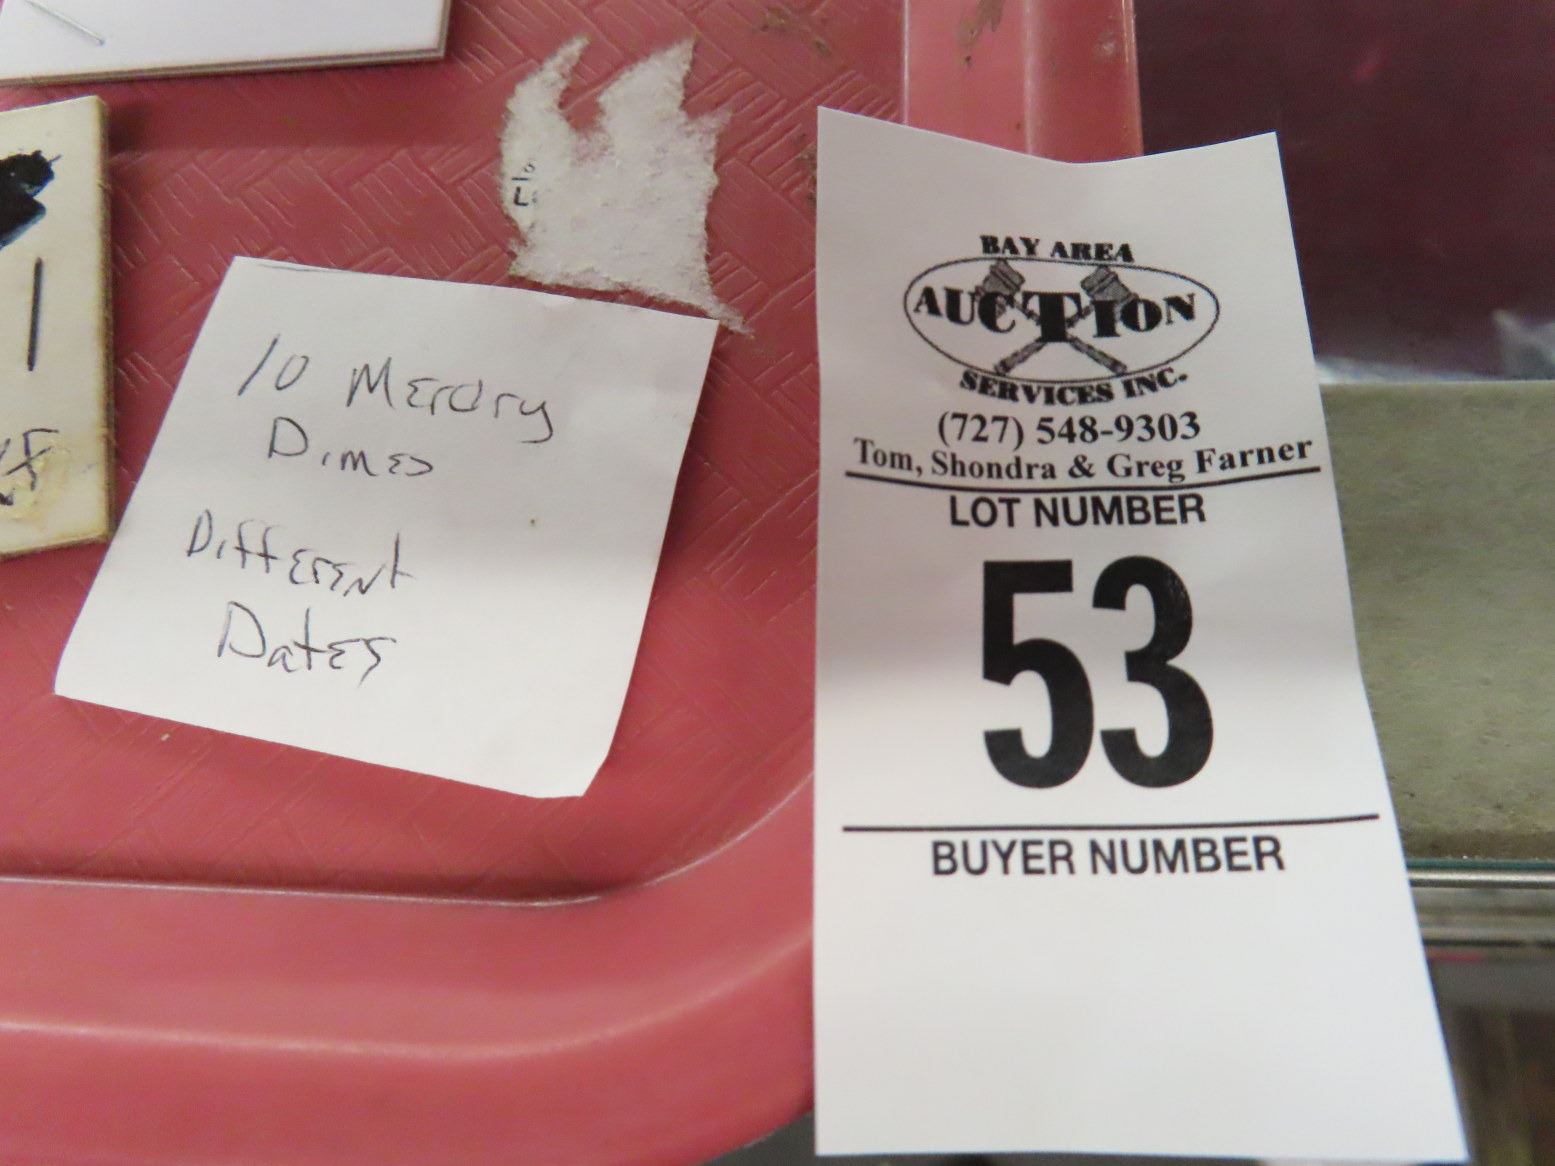 10 Mercury
Dimes
Different
Dates
BAY AREA
AUCTION
SERVICES INC.
(727) 548-9303
Tom, Shondra & Greg Farner
LOT NUMBER
53
BUYER NUMBER